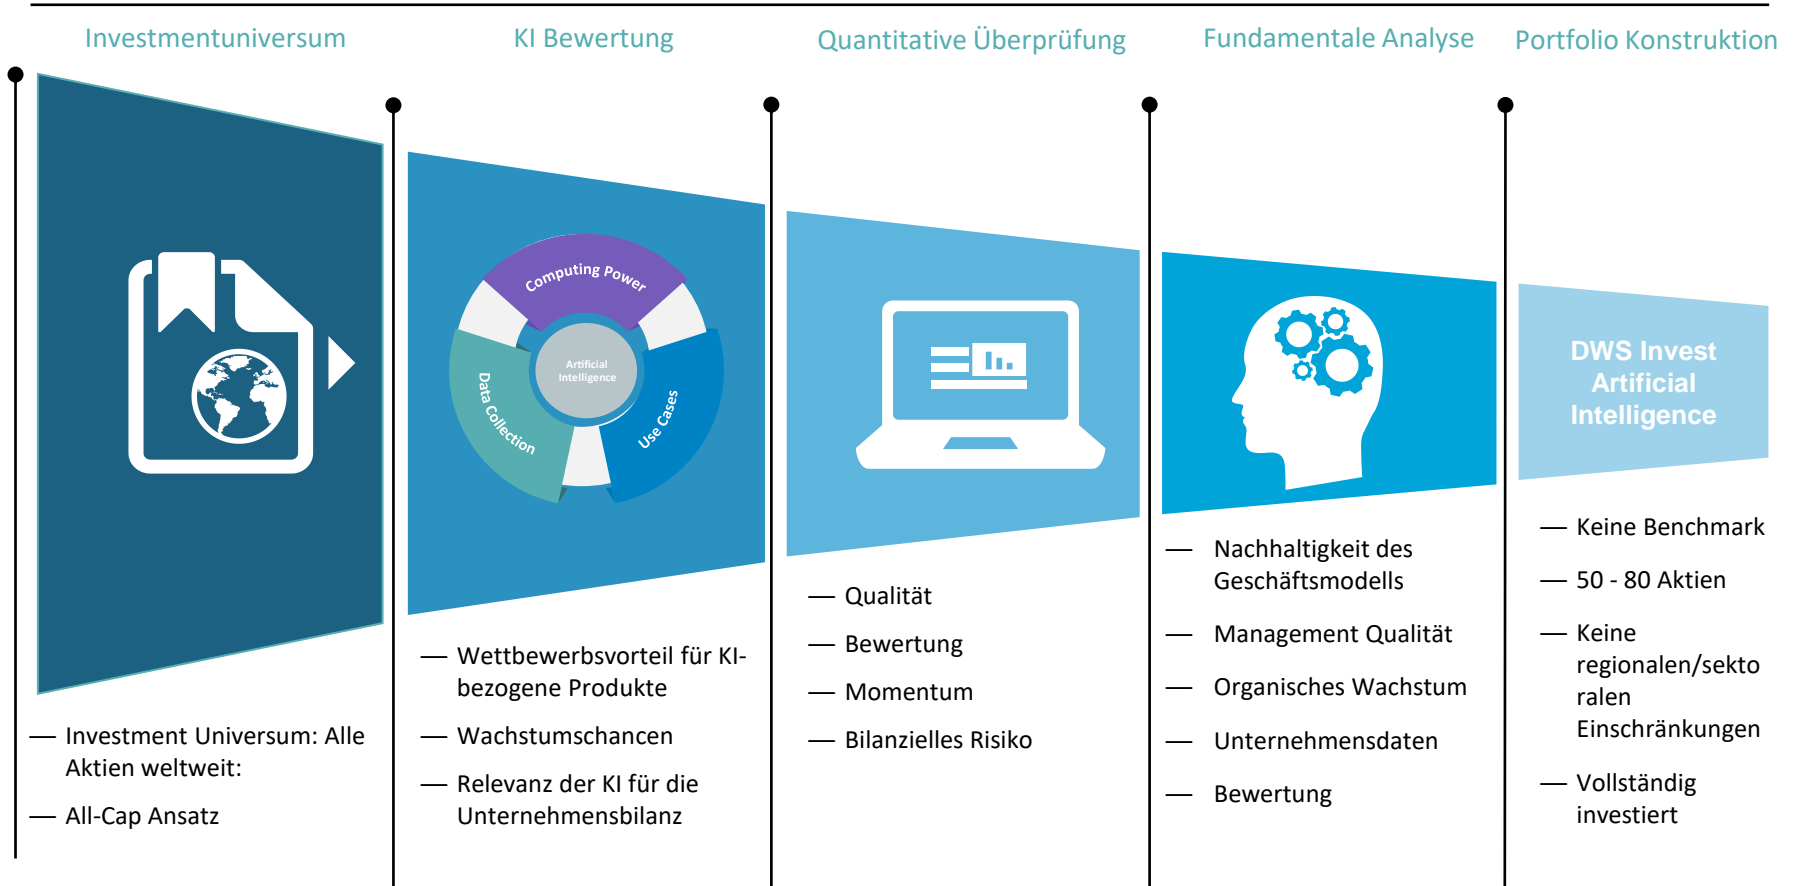 Investmentuniversum
KI Bewertung
Quantitative Überprüfung
Fundamentale Analyse
Portfolio Konstruktion
Computing Power
Data Collection
Use Cases
Artificial
Intelligence
DWS Invest
Artificial
Intelligence
— Investment Universum: Alle
Aktien weltweit:
— All-Cap Ansatz
— Wettbewerbsvorteil für KI-
bezogene Produkte
— Wachstumschancen
— Relevanz der KI für die
Unternehmensbilanz
— Qualität
— Bewertung
— Momentum
— Bilanzielles Risiko
— Nachhaltigkeit des
Geschäftsmodells
— Management Qualität
— Organisches Wachstum
— Unternehmensdaten
— Bewertung
— Keine Benchmark
— 50 - 80 Aktien
— Keine
regionalen/sekto
ralen
Einschränkungen
— Vollständig
investiert